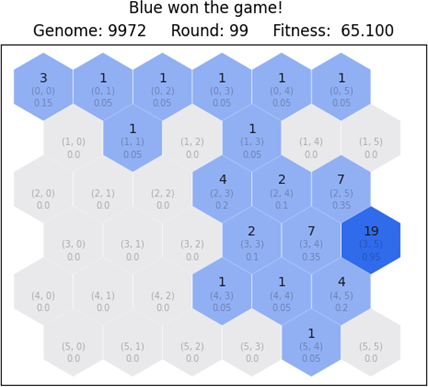 Blue won the game!
Genome: 9972 Round: 99 Fitness: 65.100
3 1 1 1 1 1
(0, 0) (0, 1) (0, 2) (0, 3) (0, 4) (0, 5)
0.15 0.05 0.05 0.05 0.05 0.05
1 1
(1, 0) (1, 1) (1, 2) (1, 3) (1, 4) (1, 5)
0.0 0.05 0.0 0.05 0.0 0.0
4 2 7
(2, 0) (2, 1) (2, 2) (2, 3) (2, 4) (2, 5)
0.0 0.0 0.0 0.2 0.1 0.35
2 7 19
(3, 0) (3, 1) (3, 2) (3, 3) (3, 4) (3, 5)
0.0 0.0 0.0 0.1 0.35 0.95
1 1 4
(4, 0) (4, 1) (4, 2) (4, 3) (4, 4) (4, 5)
0.0 0.0 0.0 0.05 0.05 0.2
1
(5, 0) (5, 1) (5, 2) (5, 3) (5, 4) (5, 5)
0.0 0.0 0.0 0.0 0.05 0.0